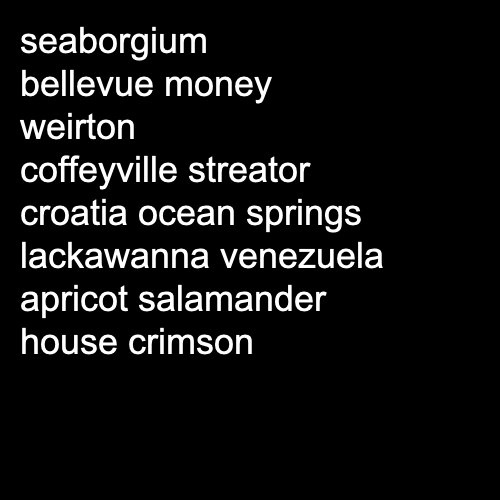 seaborgium
bellevue money
weirton
coffeyville streator
croatia ocean springs
lackawanna venezuela
apricot salamander
house crimson